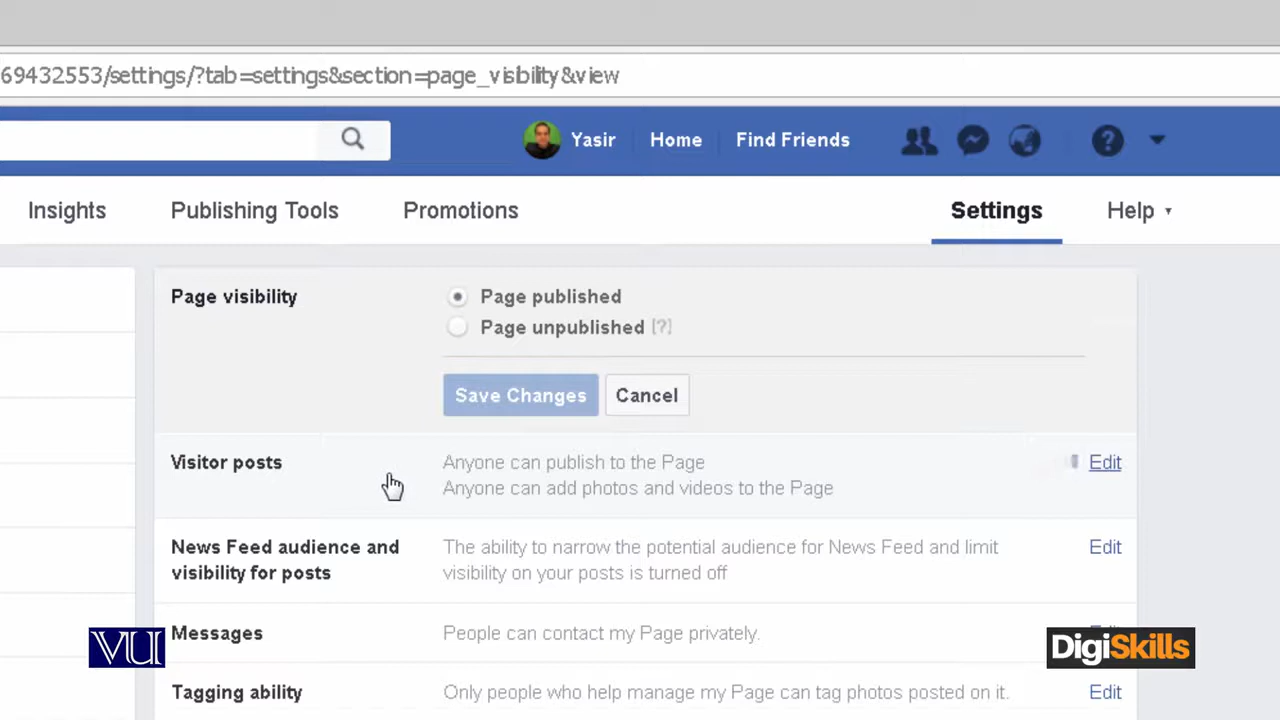 69432553/settings/?tab=settings&section=page_visibility&view
Yasir Home Find Friends
Insights Publishing Tools Promotions Settings Help
Page visibility
Page published
Page unpublished [?]
Save Changes Cancel
Visitor posts
Anyone can publish to the Page
Edit
Anyone can add photos and videos to the Page
News Feed audience and
visibility for posts
The ability to narrow the potential audience for News Feed and limit
visibility on your posts is turned off
Edit
Messages
People can contact my Page privately.
Edit
Tagging ability
Only people who help manage my Page can tag photos posted on it.
Edit
VU
DigiSkills